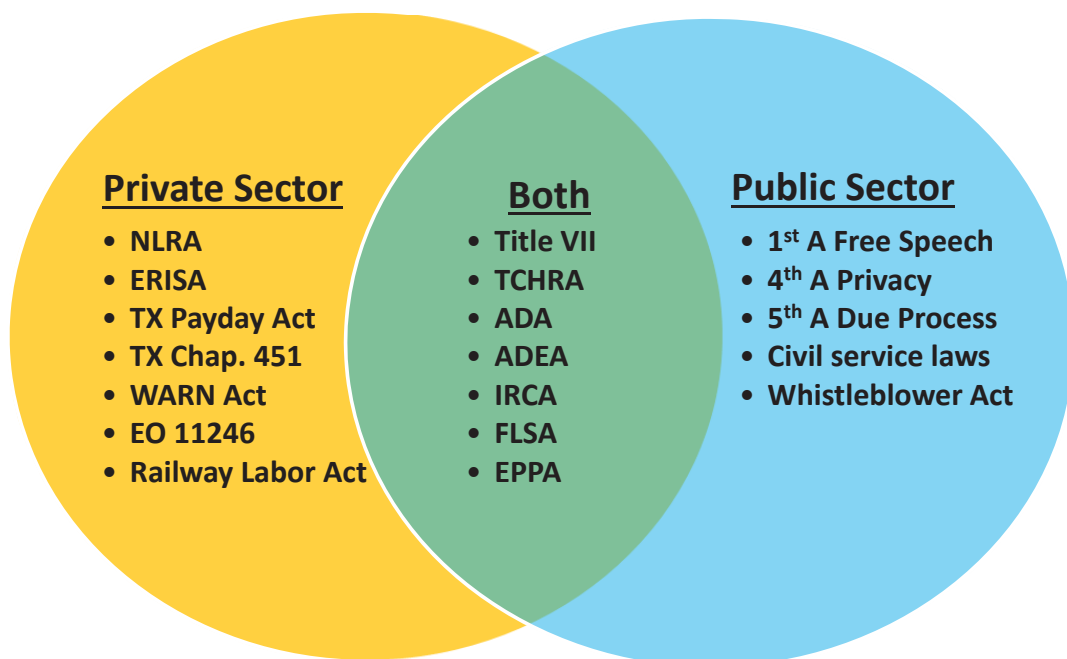 Private Sector
• NLRA
• ERISA
• TX Payday Act
• TX Chap. 451
• WARN Act
• EO 11246
• Railway Labor Act
Both
• Title VII
• TCHRA
• ADA
• ADEA
• IRCA
• FLSA
• EPPA
Public Sector
• 1st A Free Speech
• 4th A Privacy
• 5th A Due Process
• Civil service laws
• Whistleblower Act